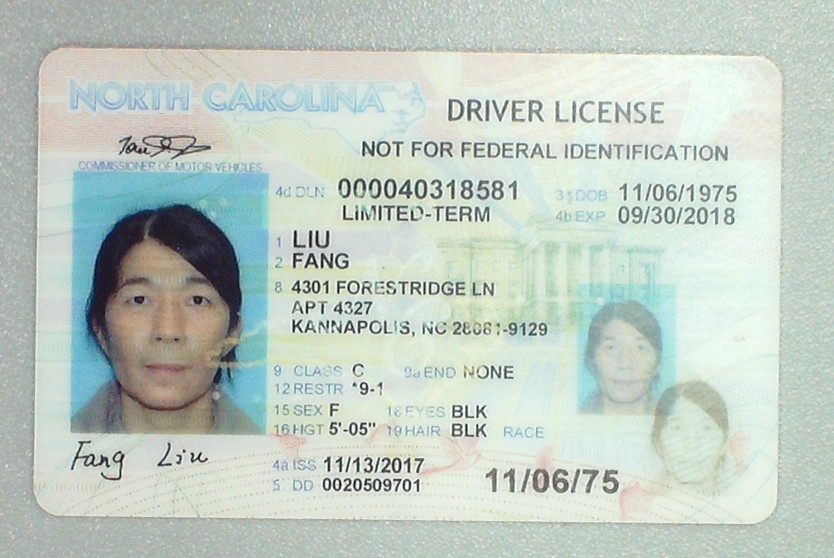 NORTH CAROLINA
DRIVER LICENSE
COMMISSIONER OF MOTOR VEHICLES
NOT FOR FEDERAL IDENTIFICATION
4d DLN 000040318581
3 DOB 11/06/1975
LIMITED-TERM
4b EXP 09/30/2018
1 LIU
2 FANG
8 4301 FORESTRIDGE LN
APT 4327
KANNAPOLIS, NC 28081-9129
9 CLASS C 9a END NONE
12 RESTR *9-1
15 SEX F 18 EYES BLK
16 HGT 5'-05" 19 HAIR BLK RACE
Fang Liu
4a ISS 11/13/2017
5 DD 0020509701
11/06/75